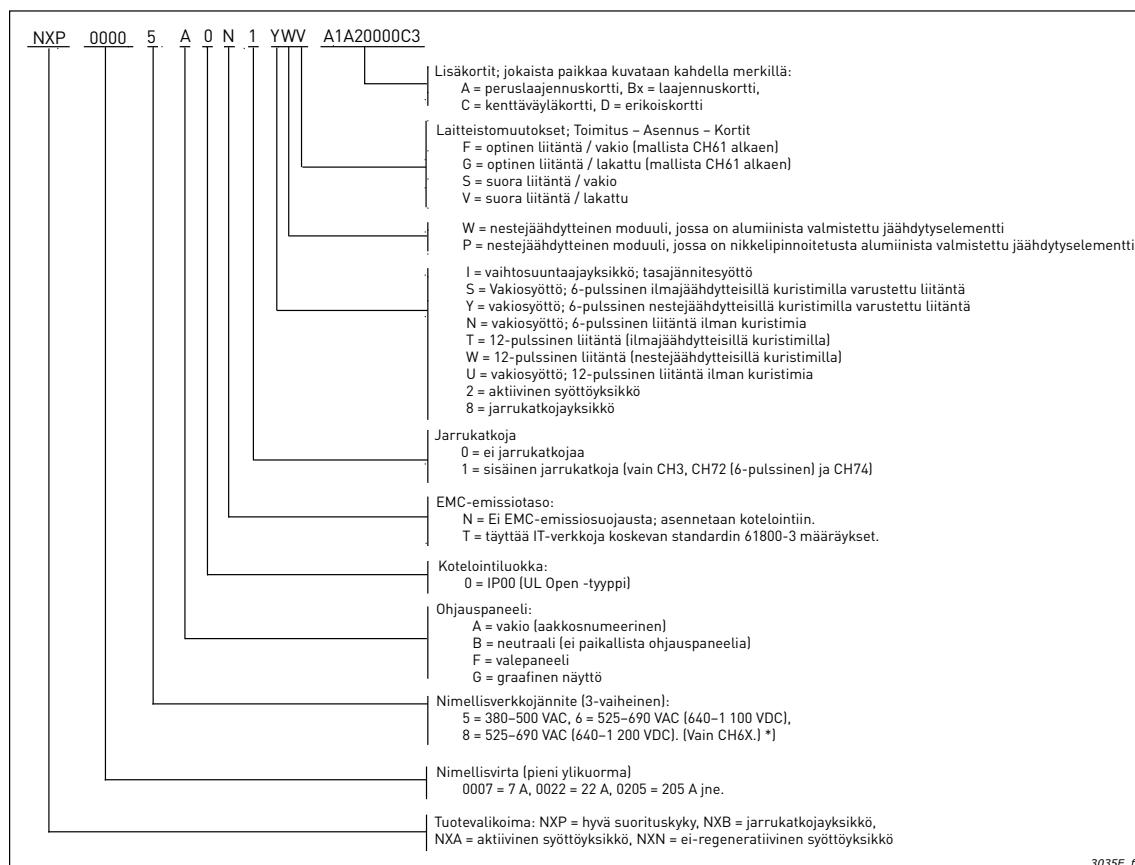 NXP 0000 5 A 0 N 1 YWV A1A20000C3
Lisäkortit; jokaista paikkaa kuvataan kahdella merkillä:
A = peruslaajennuskortti, Bx = laajennuskortti,
C = kenttäväyläkortti, D = erikoiskortti
Laitteistomuutokset; Toimitus – Asennus – Kortit
F = optinen liitäntä / vakio (mallista CH61 alkaen)
G = optinen liitäntä / lakattu (mallista CH61 alkaen)
S = suora liitäntä / vakio
V = suora liitäntä / lakattu
W = nestejäähdytteinen moduuli, jossa on alumiinista valmistettu jäähdytyselementti
P = nestejäähdytteinen moduuli, jossa on nikkelipinnoitetusta alumiinista valmistettu jäähdytyselementti
I = vaihtosuuntaajayksikkö; tasajännitesyöttö
S = Vakiosyöttö; 6-pulssinen ilmajäähdytteisillä kuristimilla varustettu liitäntä
Y = vakiosyöttö; 6-pulssinen nestejäähdytteisillä kuristimilla varustettu liitäntä
N = vakiosyöttö; 6-pulssinen liitäntä ilman kuristimia
T = 12-pulssinen liitäntä (ilmajäähdytteisillä kuristimilla)
W = 12-pulssinen liitäntä (nestejäähdytteisillä kuristimilla)
U = vakiosyöttö; 12-pulssinen liitäntä ilman kuristimia
2 = aktiivinen syöttöyksikkö
8 = jarrukatkojayksikkö
Jarrukatkoja
0 = ei jarrukatkojaa
1 = sisäinen jarrukatkoja (vain CH3, CH72 (6-pulssinen) ja CH74)
EMC-emissiotaso:
N = Ei EMC-emissiosuojausta; asennetaan kotelointiin.
T = täyttää IT-verkkoja koskevan standardin 61800-3 määräykset.
Kotelointiluokka:
0 = IP00 (UL Open -tyyppi)
Ohjauspaneeli:
A = vakio (aakkosnumeerinen)
B = neutraali (ei paikallista ohjauspaneelia)
F = valepaneeli
G = graafinen näyttö
Nimellisverkkojännite (3-vaiheinen):
5 = 380–500 VAC, 6 = 525–690 VAC (640–1 100 VDC),
8 = 525–690 VAC (640–1 200 VDC). (Vain CH6X.) *)
Nimellisvirta (pieni ylikuorma)
0007 = 7 A, 0022 = 22 A, 0205 = 205 A jne.
Tuotevalikoima: NXP = hyvä suorituskyky, NXB = jarrukatkojayksikkö,
NXA = aktiivinen syöttöyksikkö, NXN = ei-regeneratiivinen syöttöyksikkö